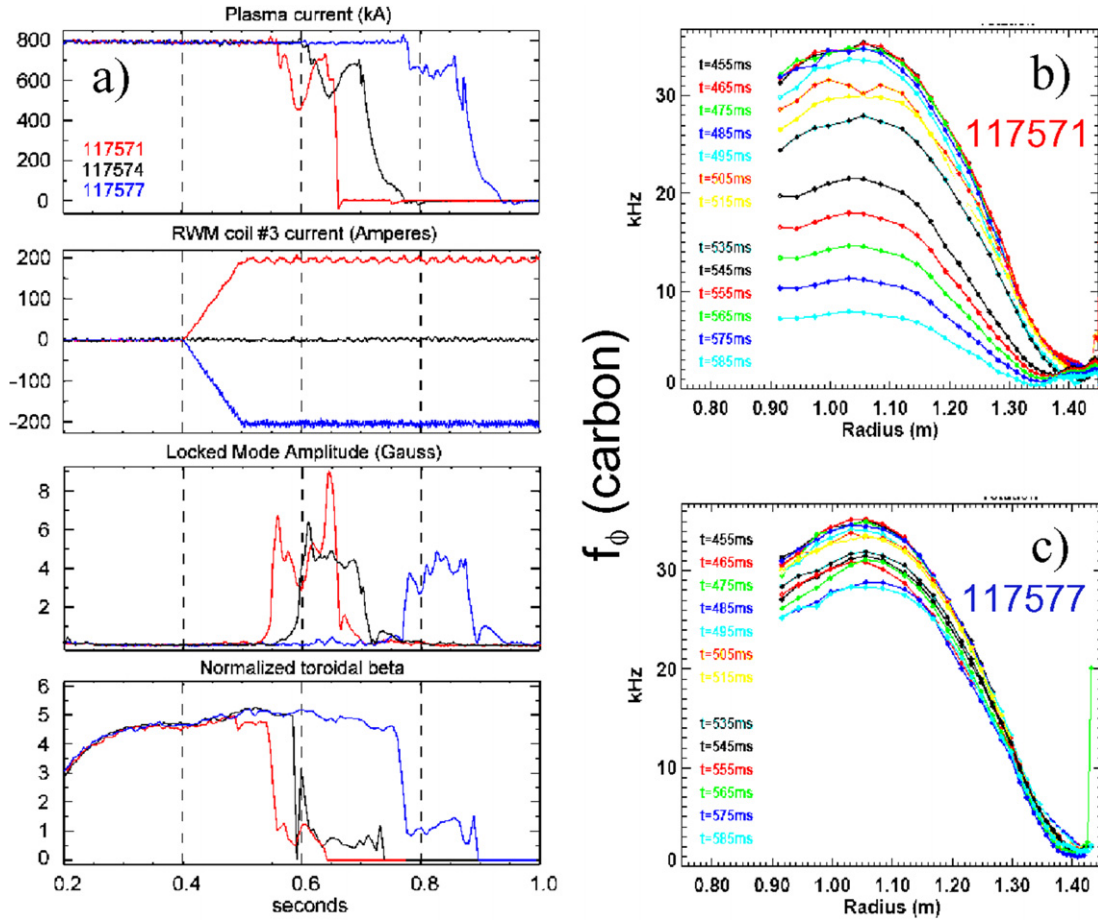 Plasma current (kA)
a)
800
600
400
200
0
117571
117574
117577
RWM coil #3 current (Amperes)
200
100
0
-100
-200
Locked Mode Amplitude (Gauss)
8
6
4
2
Normalized toroidal beta
6
5
4
3
2
1
0
0.2 0.4 0.6 0.8 1.0
seconds
fϕ (carbon)
b)
117571
t=455ms
t=465ms
t=475ms
t=485ms
t=495ms
t=505ms
t=515ms
t=535ms
t=545ms
t=555ms
t=565ms
t=575ms
t=585ms
kHz
30
20
10
0
0.80 0.90 1.00 1.10 1.20 1.30 1.40
Radius (m)
c)
117577
t=455ms
t=465ms
t=475ms
t=485ms
t=495ms
t=505ms
t=515ms
t=535ms
t=545ms
t=555ms
t=565ms
t=575ms
t=585ms
kHz
30
20
10
0
0.80 0.90 1.00 1.10 1.20 1.30 1.40
Radius (m)